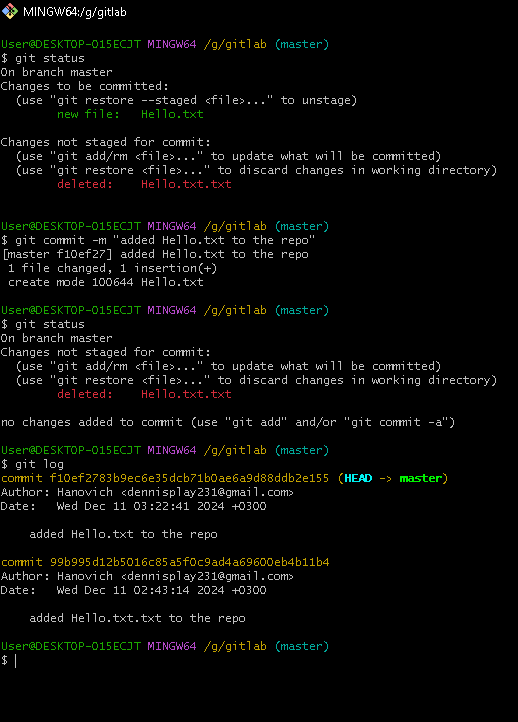 MINGW64:/g/gitlab
User@DESKTOP-O15ECJT MINGW64 /g/gitlab (master)
$ git status
On branch master
Changes to be committed:
  (use "git restore --staged <file>..." to unstage)
        new file:   Hello.txt

Changes not staged for commit:
  (use "git add/rm <file>..." to update what will be committed)
  (use "git restore <file>..." to discard changes in working directory)
        deleted:    Hello.txt.txt

User@DESKTOP-O15ECJT MINGW64 /g/gitlab (master)
$ git commit -m "added Hello.txt to the repo"
[master f10ef27] added Hello.txt to the repo
 1 file changed, 1 insertion(+)
 create mode 100644 Hello.txt

User@DESKTOP-O15ECJT MINGW64 /g/gitlab (master)
$ git status
On branch master
Changes not staged for commit:
  (use "git add/rm <file>..." to update what will be committed)
  (use "git restore <file>..." to discard changes in working directory)
        deleted:    Hello.txt.txt

no changes added to commit (use "git add" and/or "git commit -a")

User@DESKTOP-O15ECJT MINGW64 /g/gitlab (master)
$ git log
commit f10ef2783b9ec6e35dcb71b0ae6a9d88ddb2e155 (HEAD -> master)
Author: Hanovich <dennisplay231@gmail.com>
Date:   Wed Dec 11 03:22:41 2024 +0300

    added Hello.txt to the repo

commit 99b995d12b5016c85a5f0c9ad4a69600eb4b11b4
Author: Hanovich <dennisplay231@gmail.com>
Date:   Wed Dec 11 02:43:14 2024 +0300

    added Hello.txt.txt to the repo

User@DESKTOP-O15ECJT MINGW64 /g/gitlab (master)
$